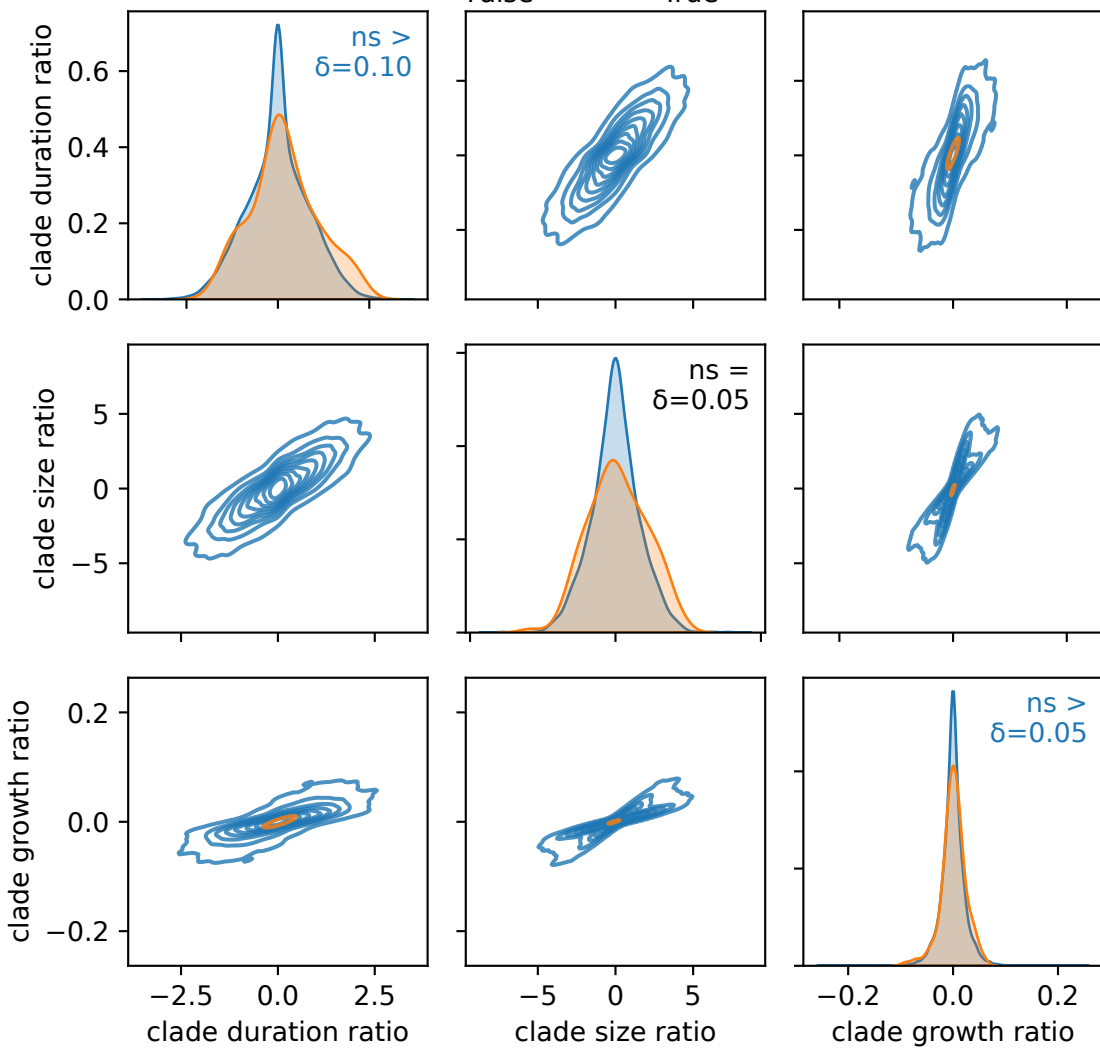 clade duration ratio
0.6
0.4
0.2
0.0
ns >
δ=0.10
clade size ratio
5
0
−5
ns =
δ=0.05
clade growth ratio
0.2
0.0
−0.2
ns >
δ=0.05
−2.5 0.0 2.5
−5 0 5
−0.2 0.0 0.2
clade duration ratio
clade size ratio
clade growth ratio